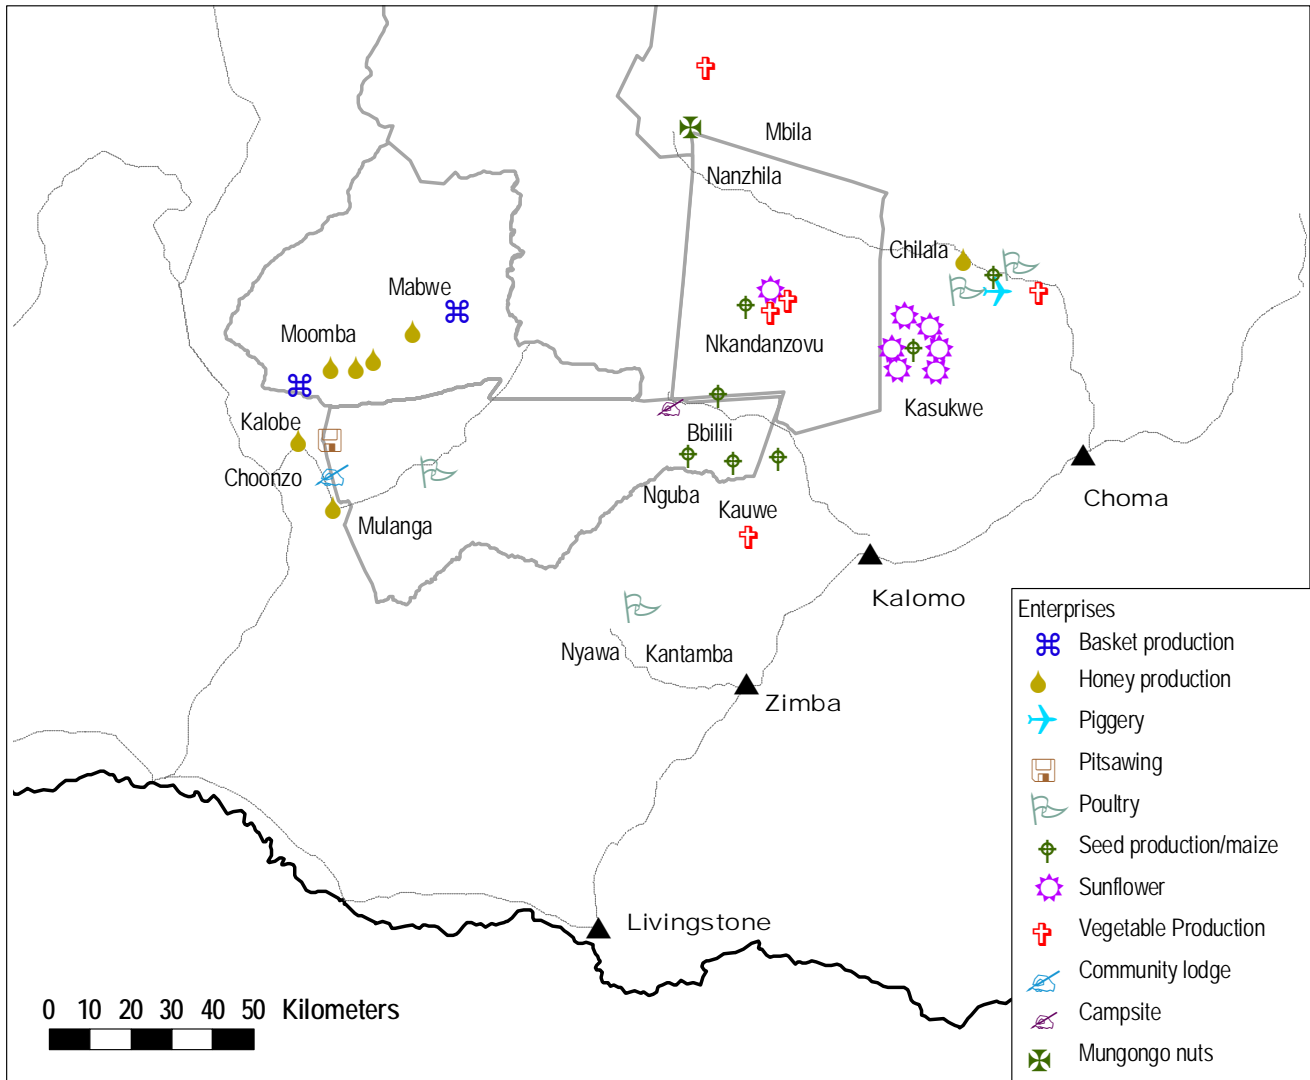 Mbila
Nanzhila
Chilala
Mabwe
Moomba
Nkandanzovu
Kasukwe
Kalobe
Bbilili
Choonzo
Nguba
Choma
Kauwe
Mulanga
Kalomo
Nyawa
Kantamba
Zimba
Livingstone
0 10 20 30 40 50 Kilometers
Enterprises
Basket production
Honey production
Piggery
Pitsawing
Poultry
Seed production/maize
Sunflower
Vegetable Production
Community lodge
Campsite
Mungongo nuts